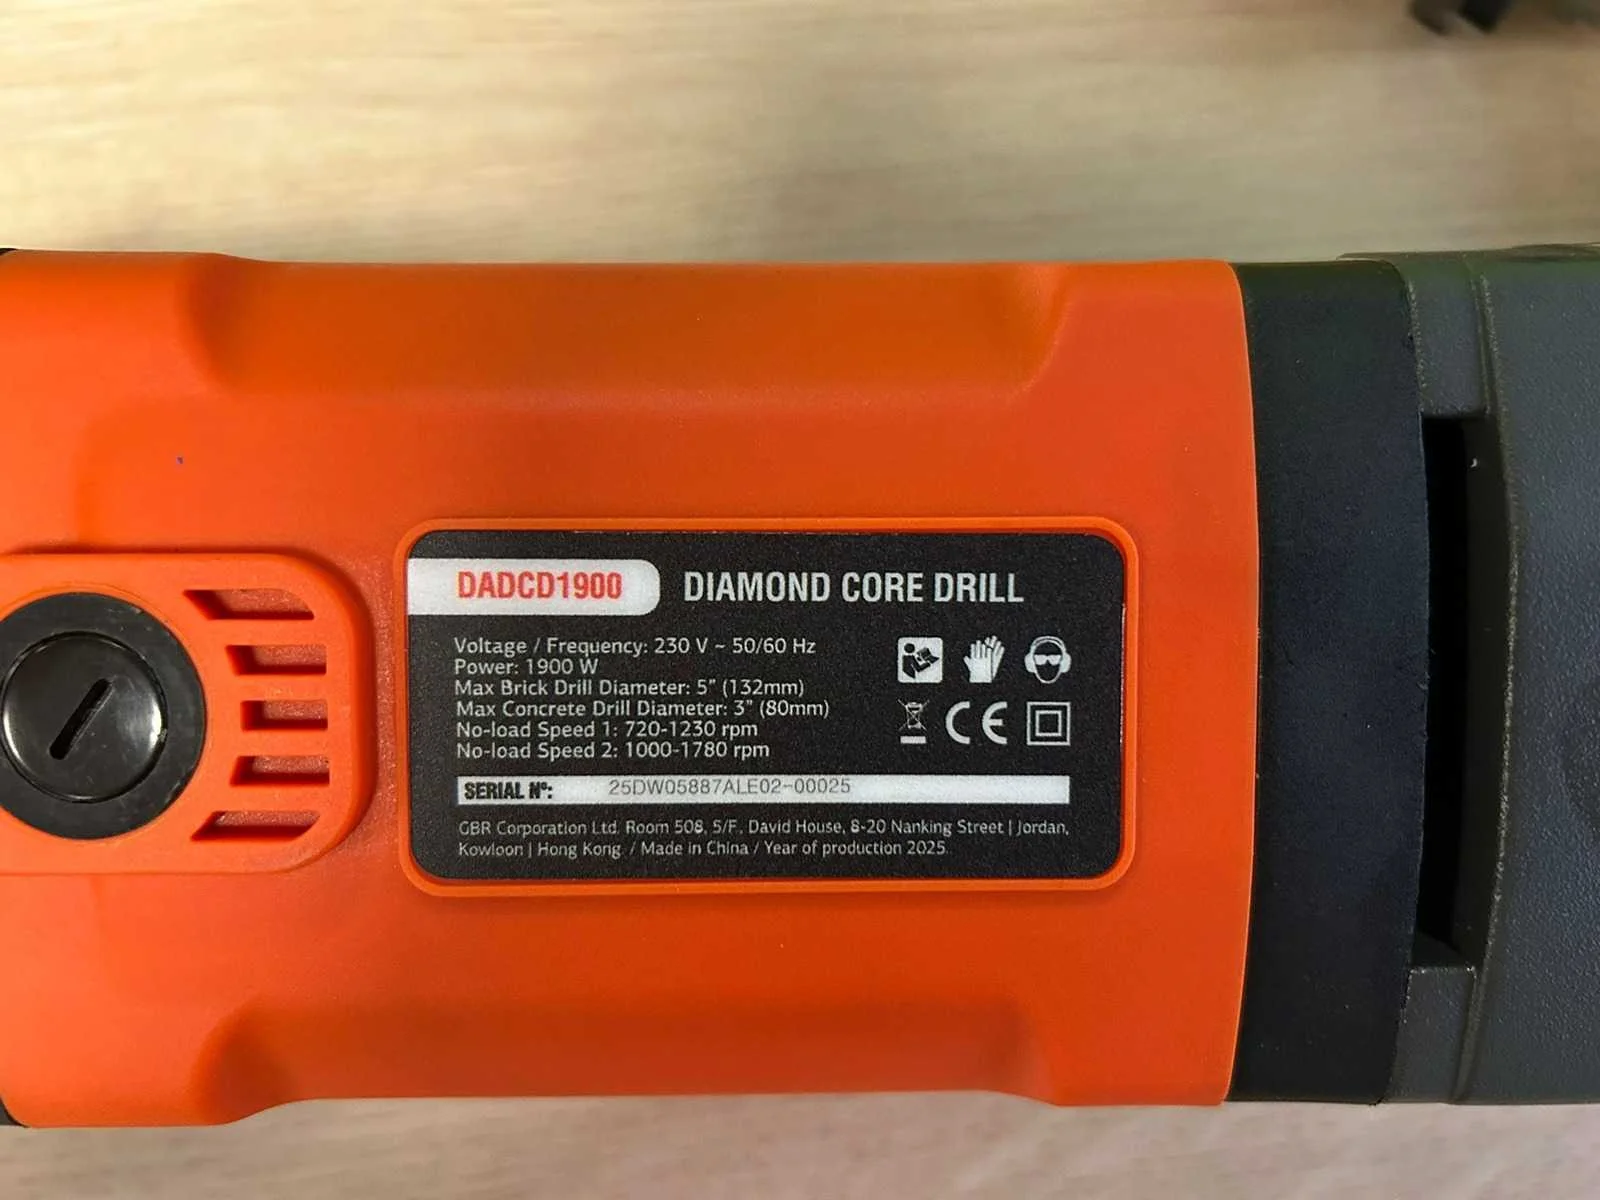 DADCD1900 DIAMOND CORE DRILL
Voltage / Frequency: 230 V ~ 50/60 Hz
Power: 1900 W
Max Brick Drill Diameter: 5" (132mm)
Max Concrete Drill Diameter: 3" (80mm)
No-load Speed 1: 720-1230 rpm
No-load Speed 2: 1000-1780 rpm
CE
SERIAL Nº: 25DW05887ALE02-00025
GBR Corporation Ltd. Room 508, 5/F, David House, 8-20 Nanking Street | Jordan,
Kowloon | Hong Kong. / Made in China / Year of production 2025.